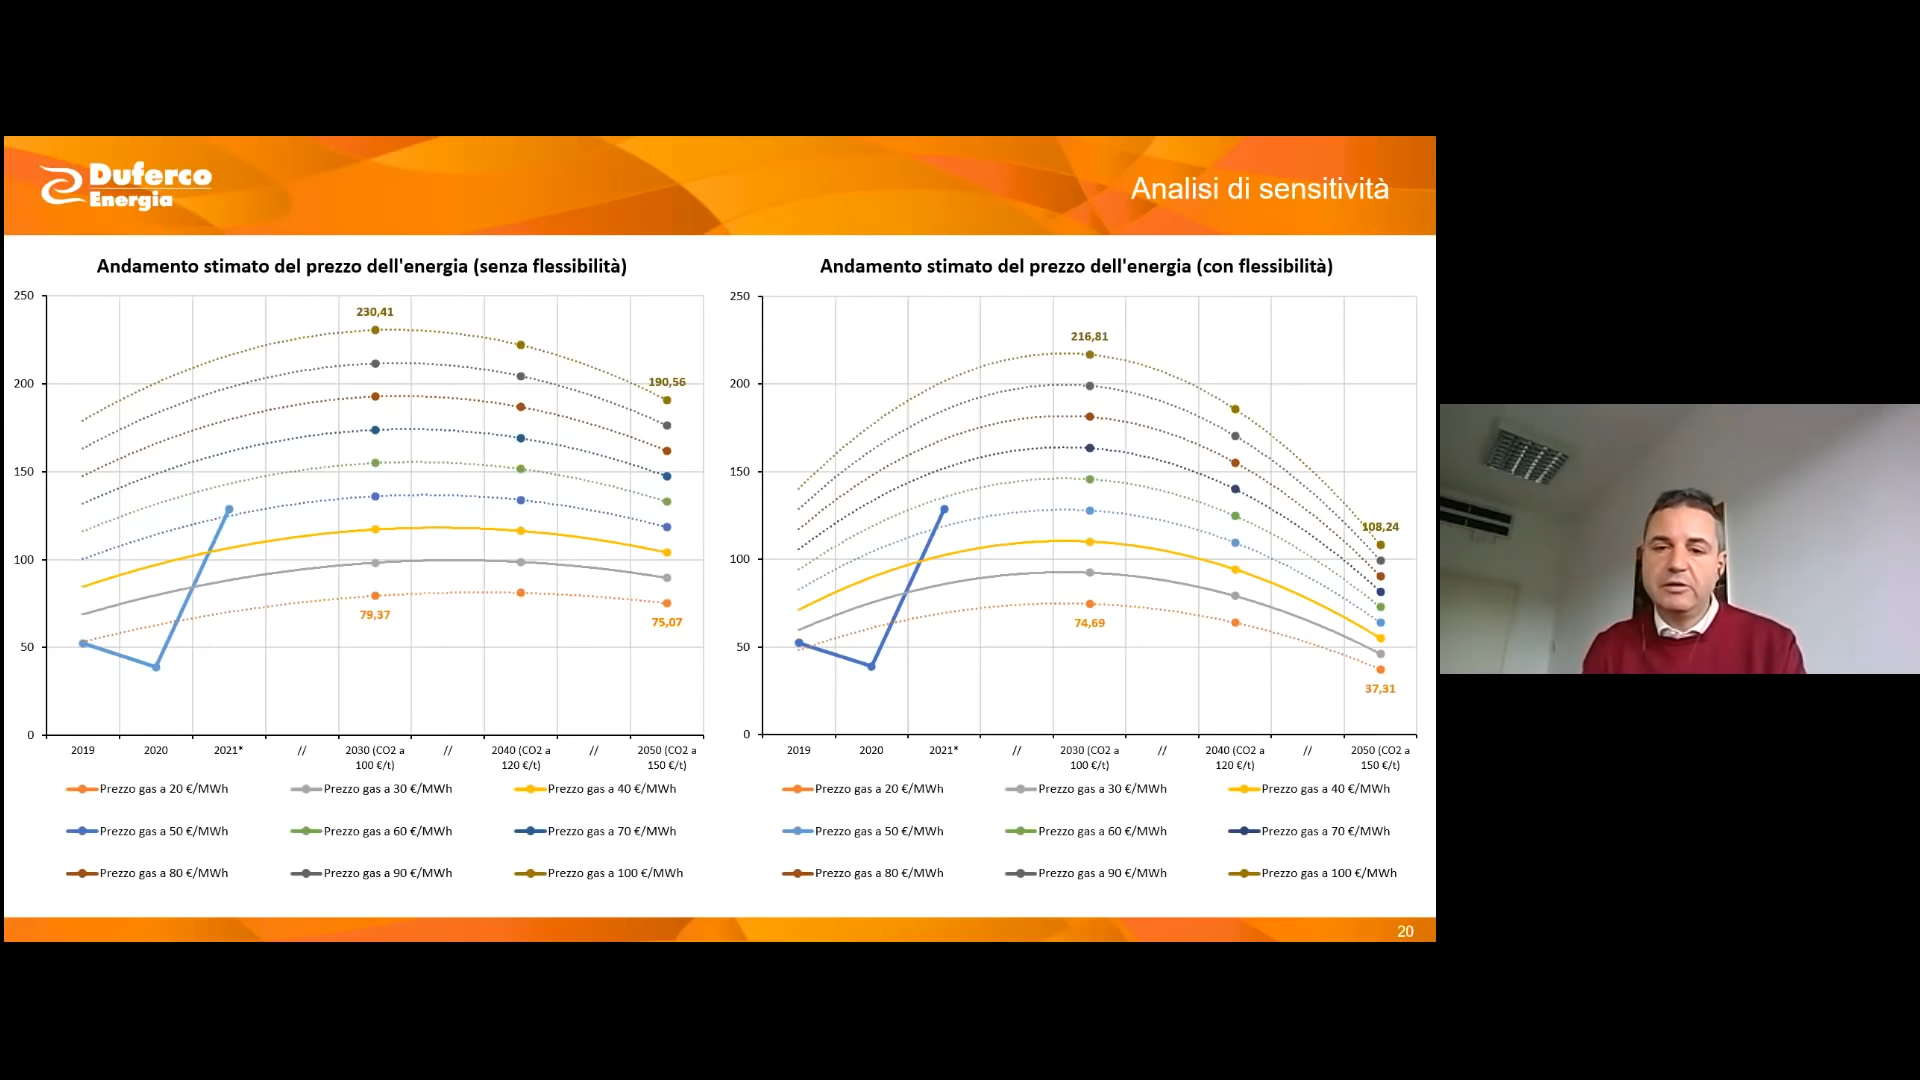 Duferco
Energia
Analisi di sensitività
Andamento stimato del prezzo dell'energia (senza flessibilità)
250
200
150
100
50
0
230,41
190,56
79,37
75,07
2019
2020
2021*
//
2030 (CO2 a
100 €/t)
//
2040 (CO2 a
120 €/t)
//
2050 (CO2 a
150 €/t)
Prezzo gas a 20 €/MWh
Prezzo gas a 30 €/MWh
Prezzo gas a 40 €/MWh
Prezzo gas a 50 €/MWh
Prezzo gas a 60 €/MWh
Prezzo gas a 70 €/MWh
Prezzo gas a 80 €/MWh
Prezzo gas a 90 €/MWh
Prezzo gas a 100 €/MWh
Andamento stimato del prezzo dell'energia (con flessibilità)
250
200
150
100
50
0
216,81
108,24
74,69
37,31
2019
2020
2021*
//
2030 (CO2 a
100 €/t)
//
2040 (CO2 a
120 €/t)
//
2050 (CO2 a
150 €/t)
Prezzo gas a 20 €/MWh
Prezzo gas a 30 €/MWh
Prezzo gas a 40 €/MWh
Prezzo gas a 50 €/MWh
Prezzo gas a 60 €/MWh
Prezzo gas a 70 €/MWh
Prezzo gas a 80 €/MWh
Prezzo gas a 90 €/MWh
Prezzo gas a 100 €/MWh
20